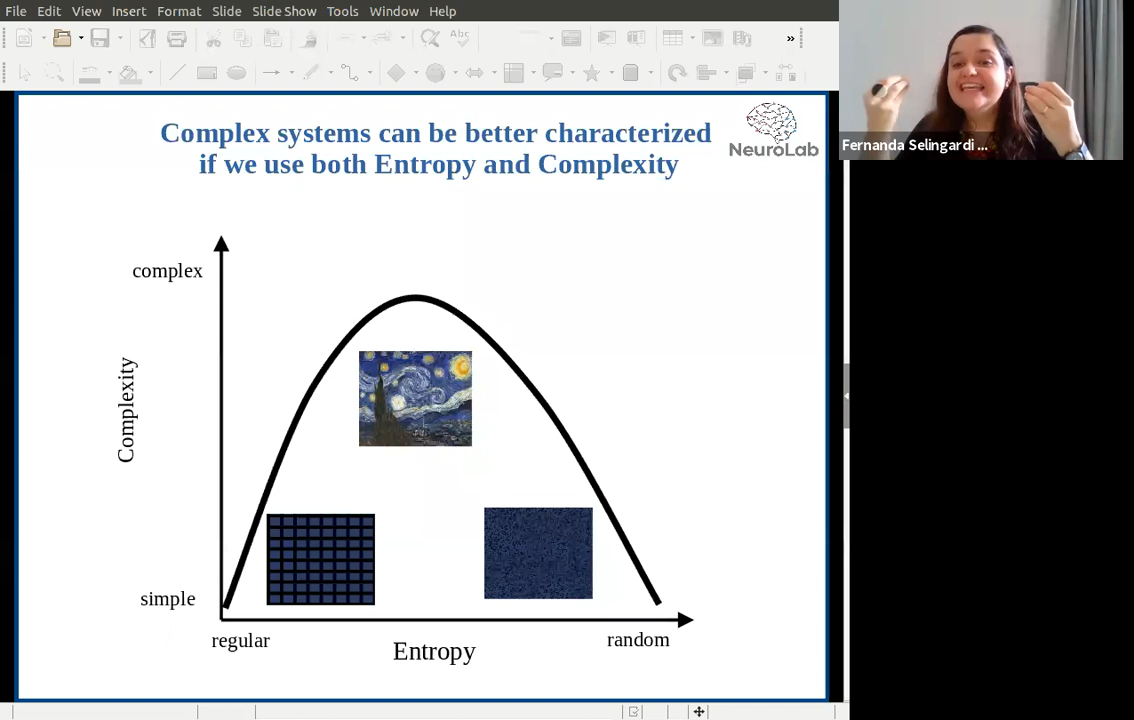 File Edit View Insert Format Slide Slide Show Tools Window Help
Abc
»
Complex systems can be better characterized
if we use both Entropy and Complexity
NEUROLAB
Fernanda Selingardi ...
complex
Complexity
simple
regular
random
Entropy